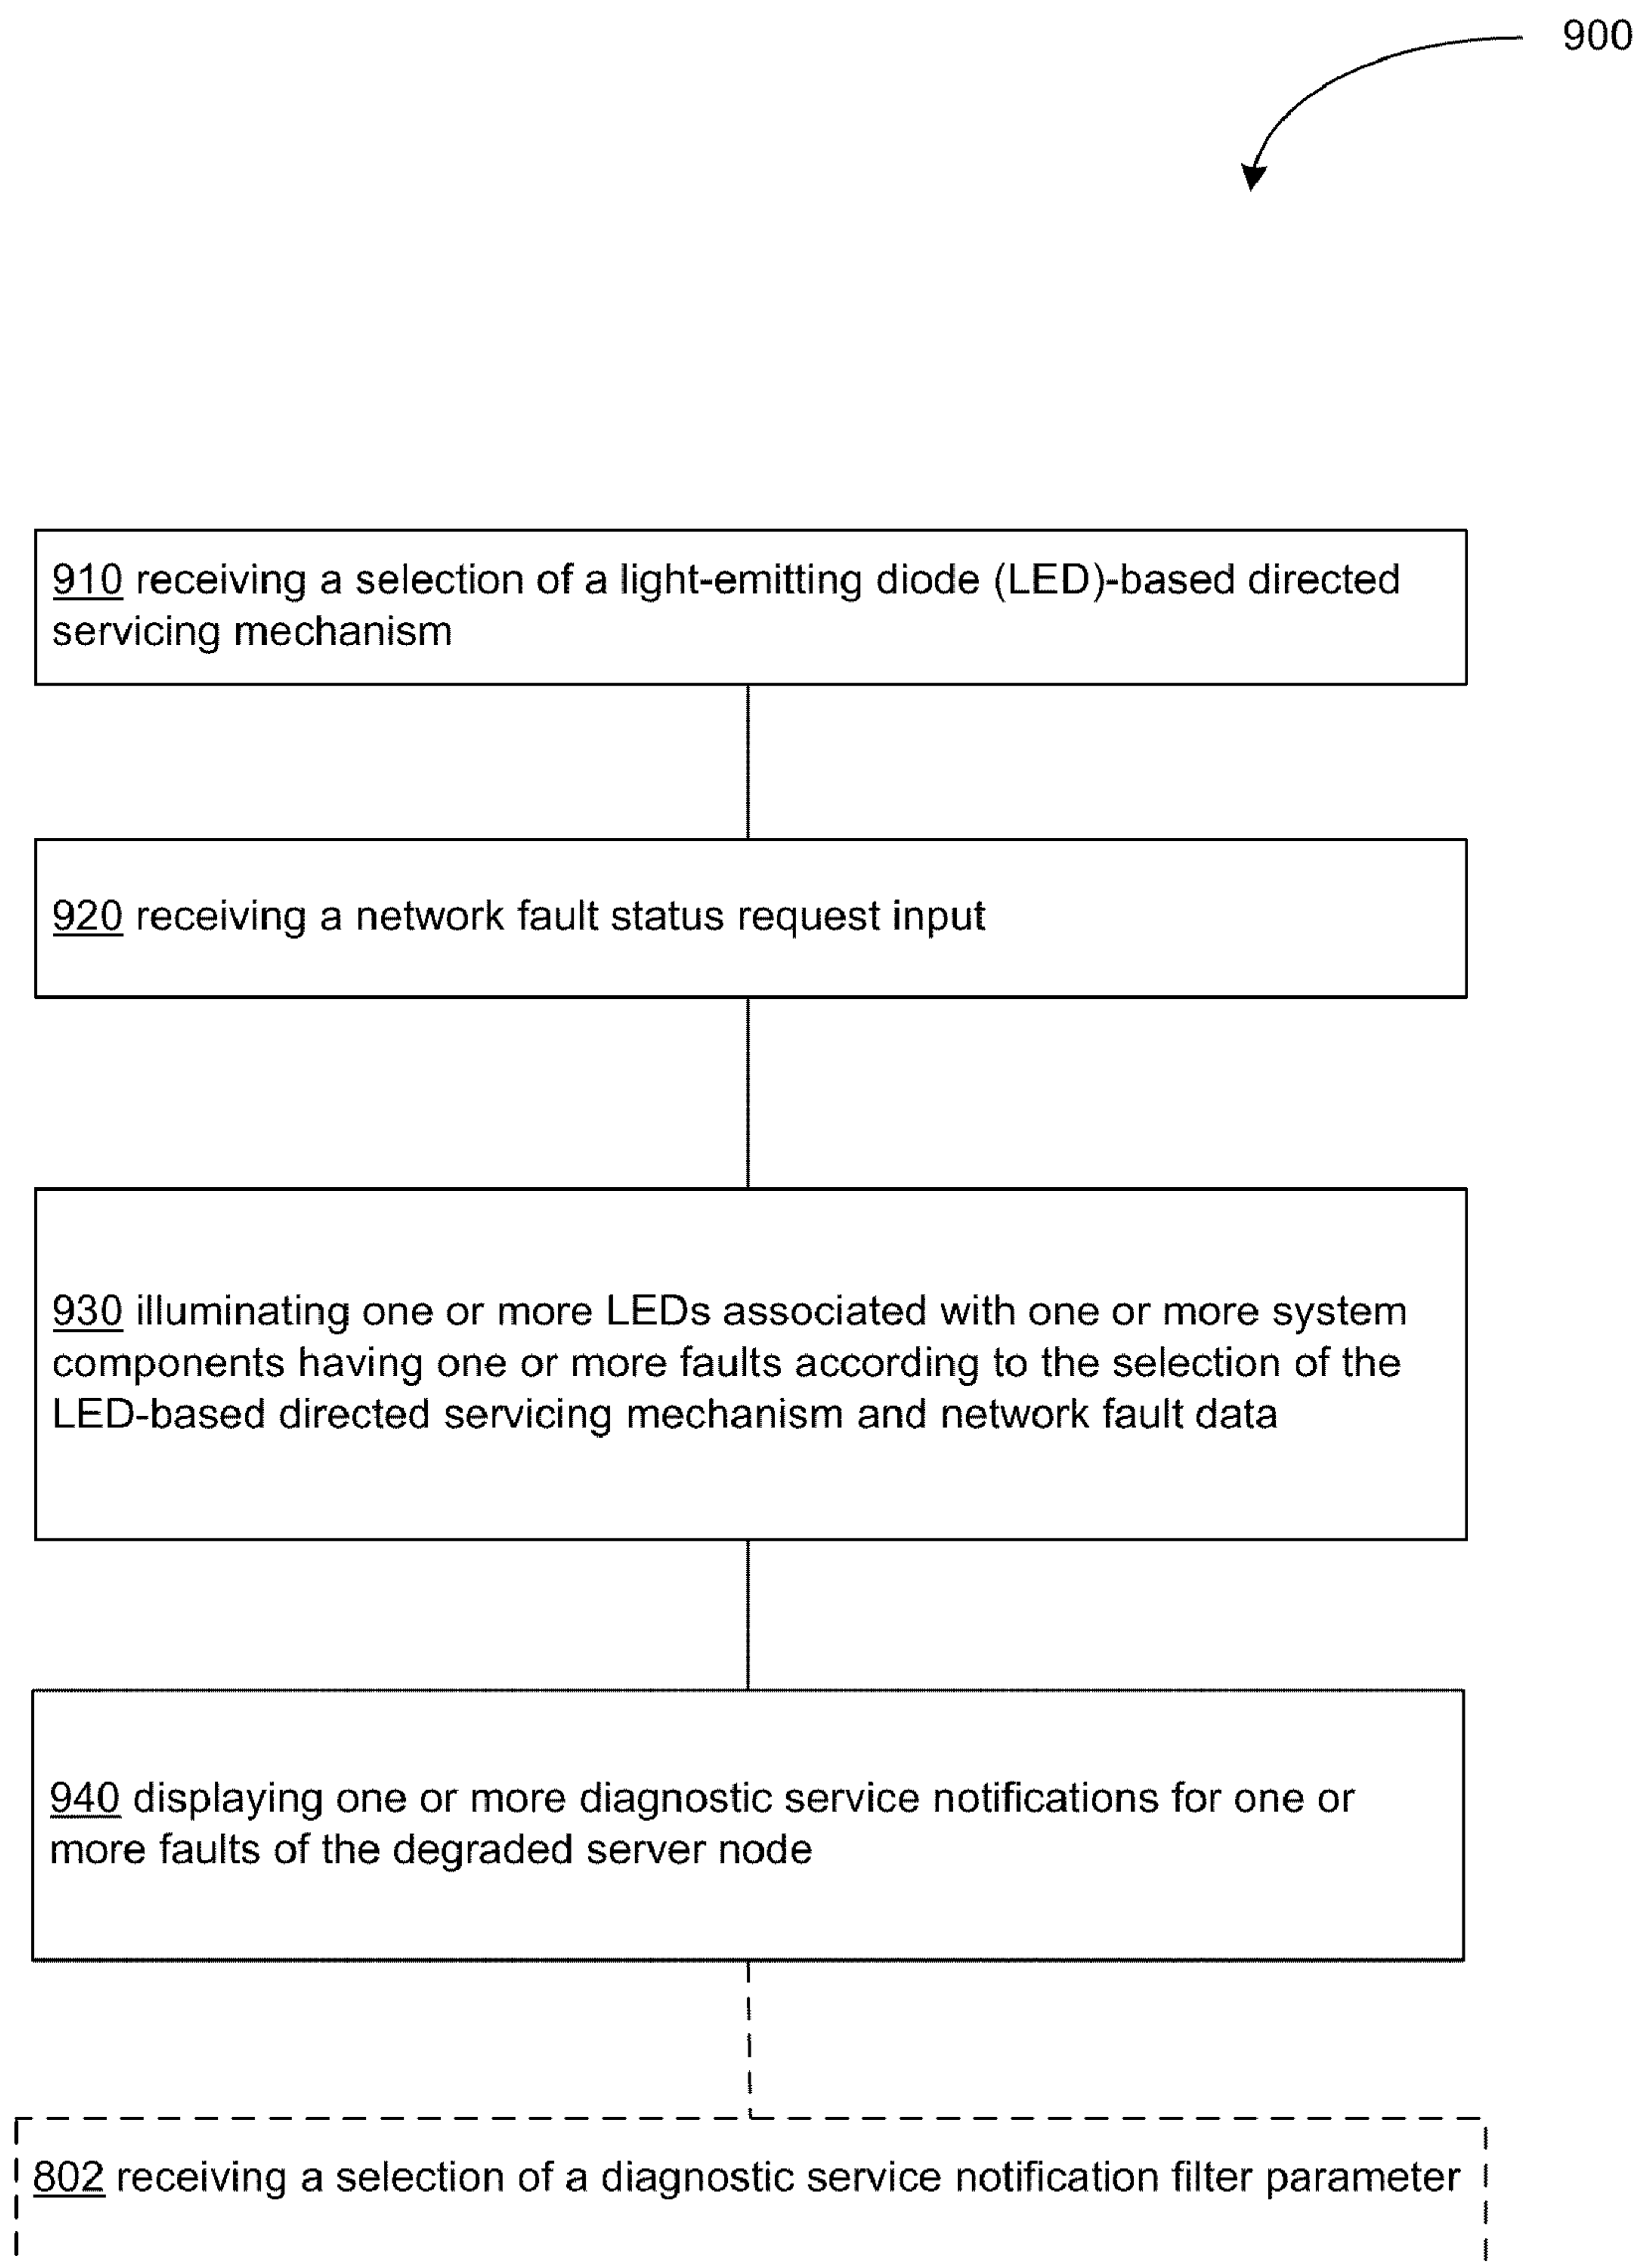 900
910 receiving a selection of a light-emitting diode (LED)-based directed
servicing mechanism
920 receiving a network fault status request input
930 illuminating one or more LEDs associated with one or more system
components having one or more faults according to the selection of the
LED-based directed servicing mechanism and network fault data
940 displaying one or more diagnostic service notifications for one or
more faults of the degraded server node
802 receiving a selection of a diagnostic service notification filter parameter